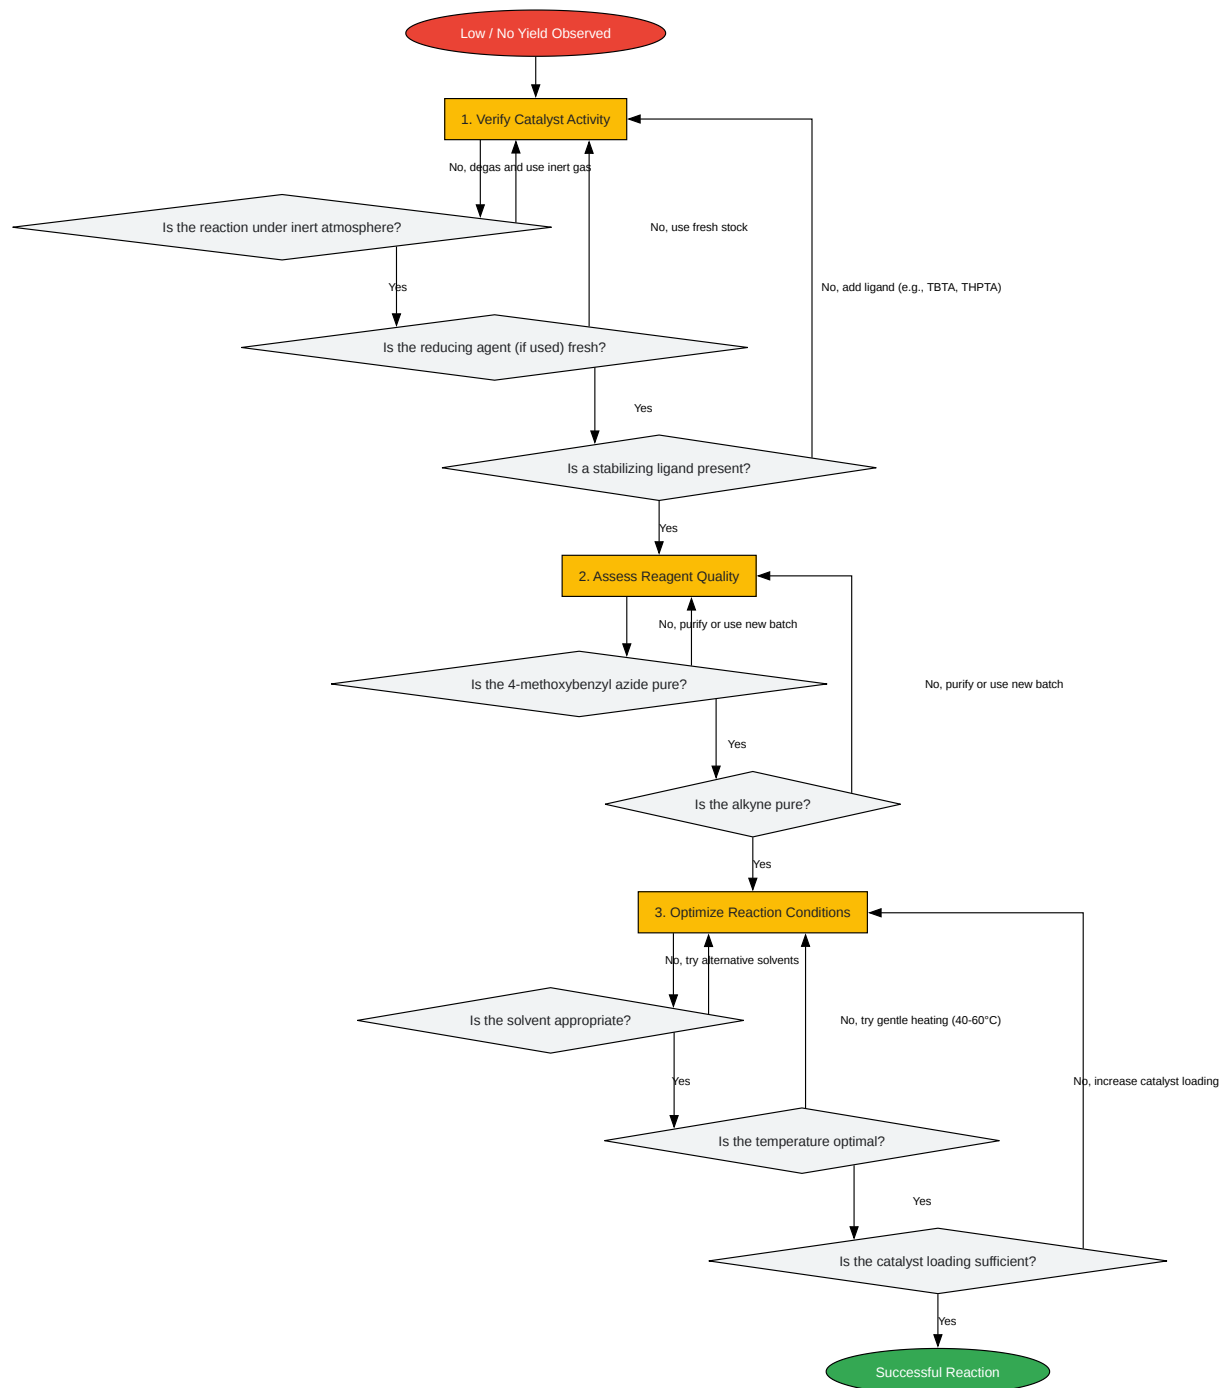 Low / No Yield Observed
1. Verify Catalyst Activity
No, degas and use inert gas
Is the reaction under inert atmosphere?
No, use fresh stock
Yes
No, add ligand (e.g., TBTA, THPTA)
Is the reducing agent (if used) fresh?
Yes
Is a stabilizing ligand present?
Yes
2. Assess Reagent Quality
No, purify or use new batch
Is the 4-methoxybenzyl azide pure?
No, purify or use new batch
Yes
Is the alkyne pure?
Yes
3. Optimize Reaction Conditions
No, try alternative solvents
Is the solvent appropriate?
No, try gentle heating (40-60°C)
Yes
No, increase catalyst loading
Is the temperature optimal?
Yes
Is the catalyst loading sufficient?
Yes
Successful Reaction